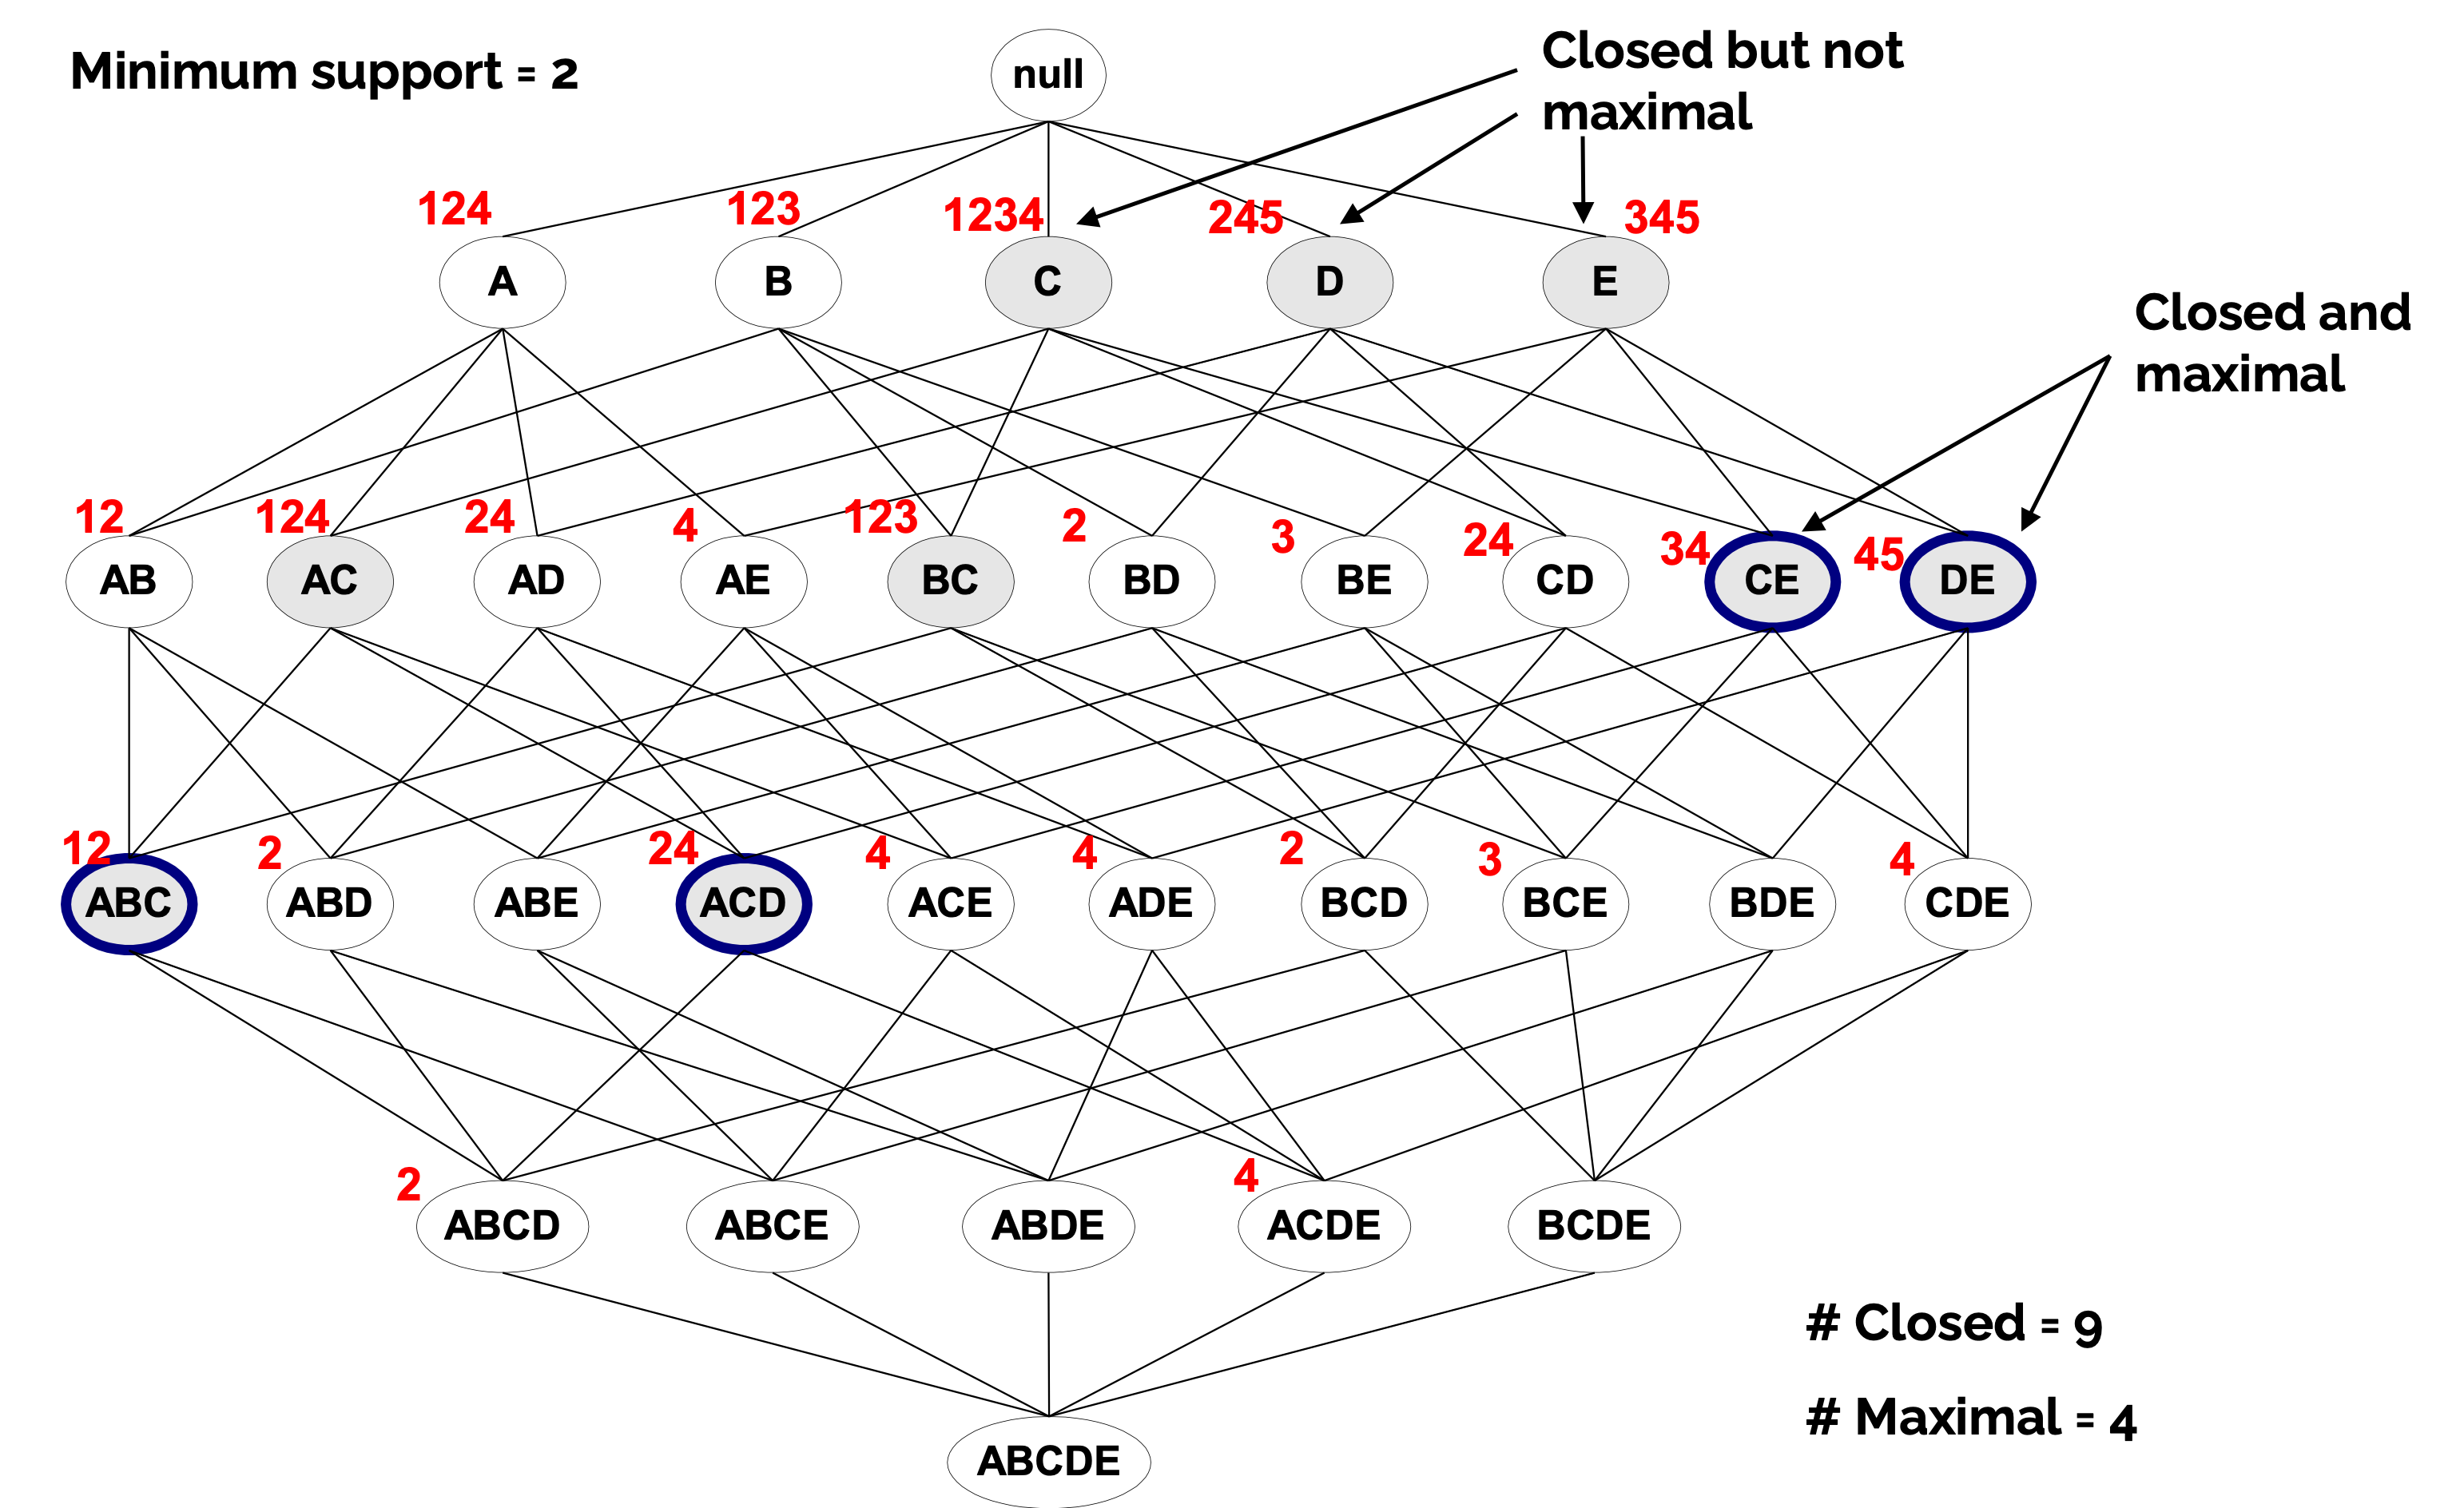 Minimum support = 2
null
Closed but not
maximal
124
123
1234
245
345
A
B
C
D
E
Closed and
maximal
12
124
24
4
123
2
3
24
34
45
AB
AC
AD
AE
BC
BD
BE
CD
CE
DE
12
2
24
4
4
2
3
4
ABC
ABD
ABE
ACD
ACE
ADE
BCD
BCE
BDE
CDE
2
4
ABCD
ABCE
ABDE
ACDE
BCDE
# Closed = 9
# Maximal = 4
ABCDE